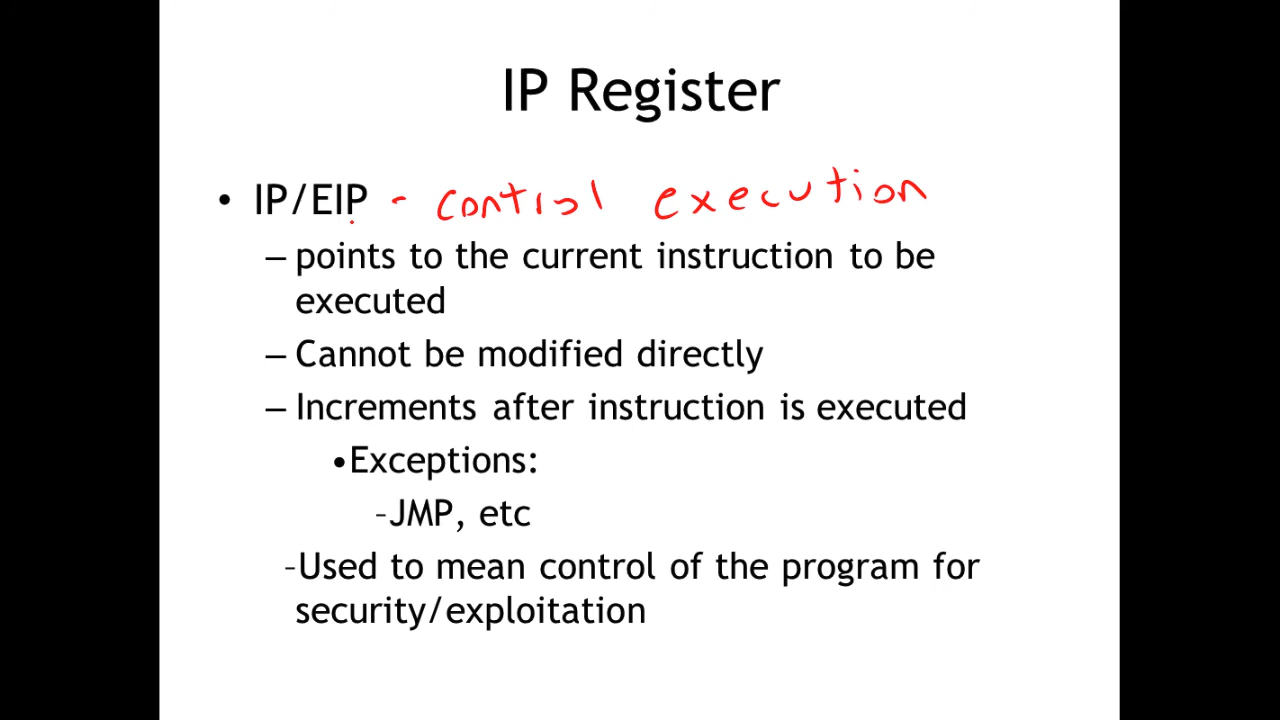 IP Register
• IP/EIP - control execution
– points to the current instruction to be
executed
– Cannot be modified directly
– Increments after instruction is executed
•Exceptions:
–JMP, etc
–Used to mean control of the program for
security/exploitation